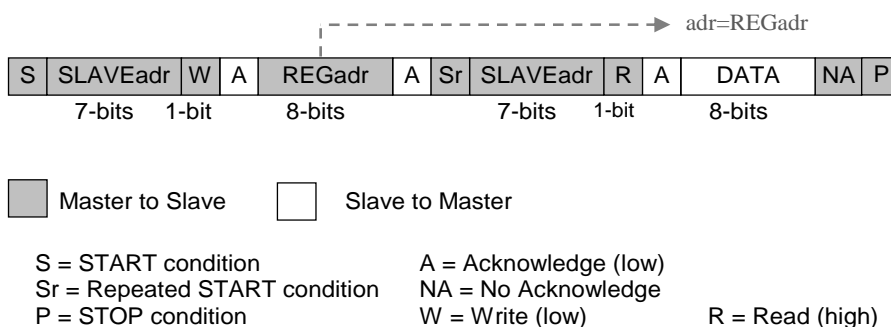 adr=REGadr
S SLAVEadr W A REGadr A Sr SLAVEadr R A DATA NA P
7-bits 1-bit 8-bits 7-bits 1-bit 8-bits
Master to Slave Slave to Master
S = START condition A = Acknowledge (low)
Sr = Repeated START condition NA = No Acknowledge
P = STOP condition W = Write (low) R = Read (high)